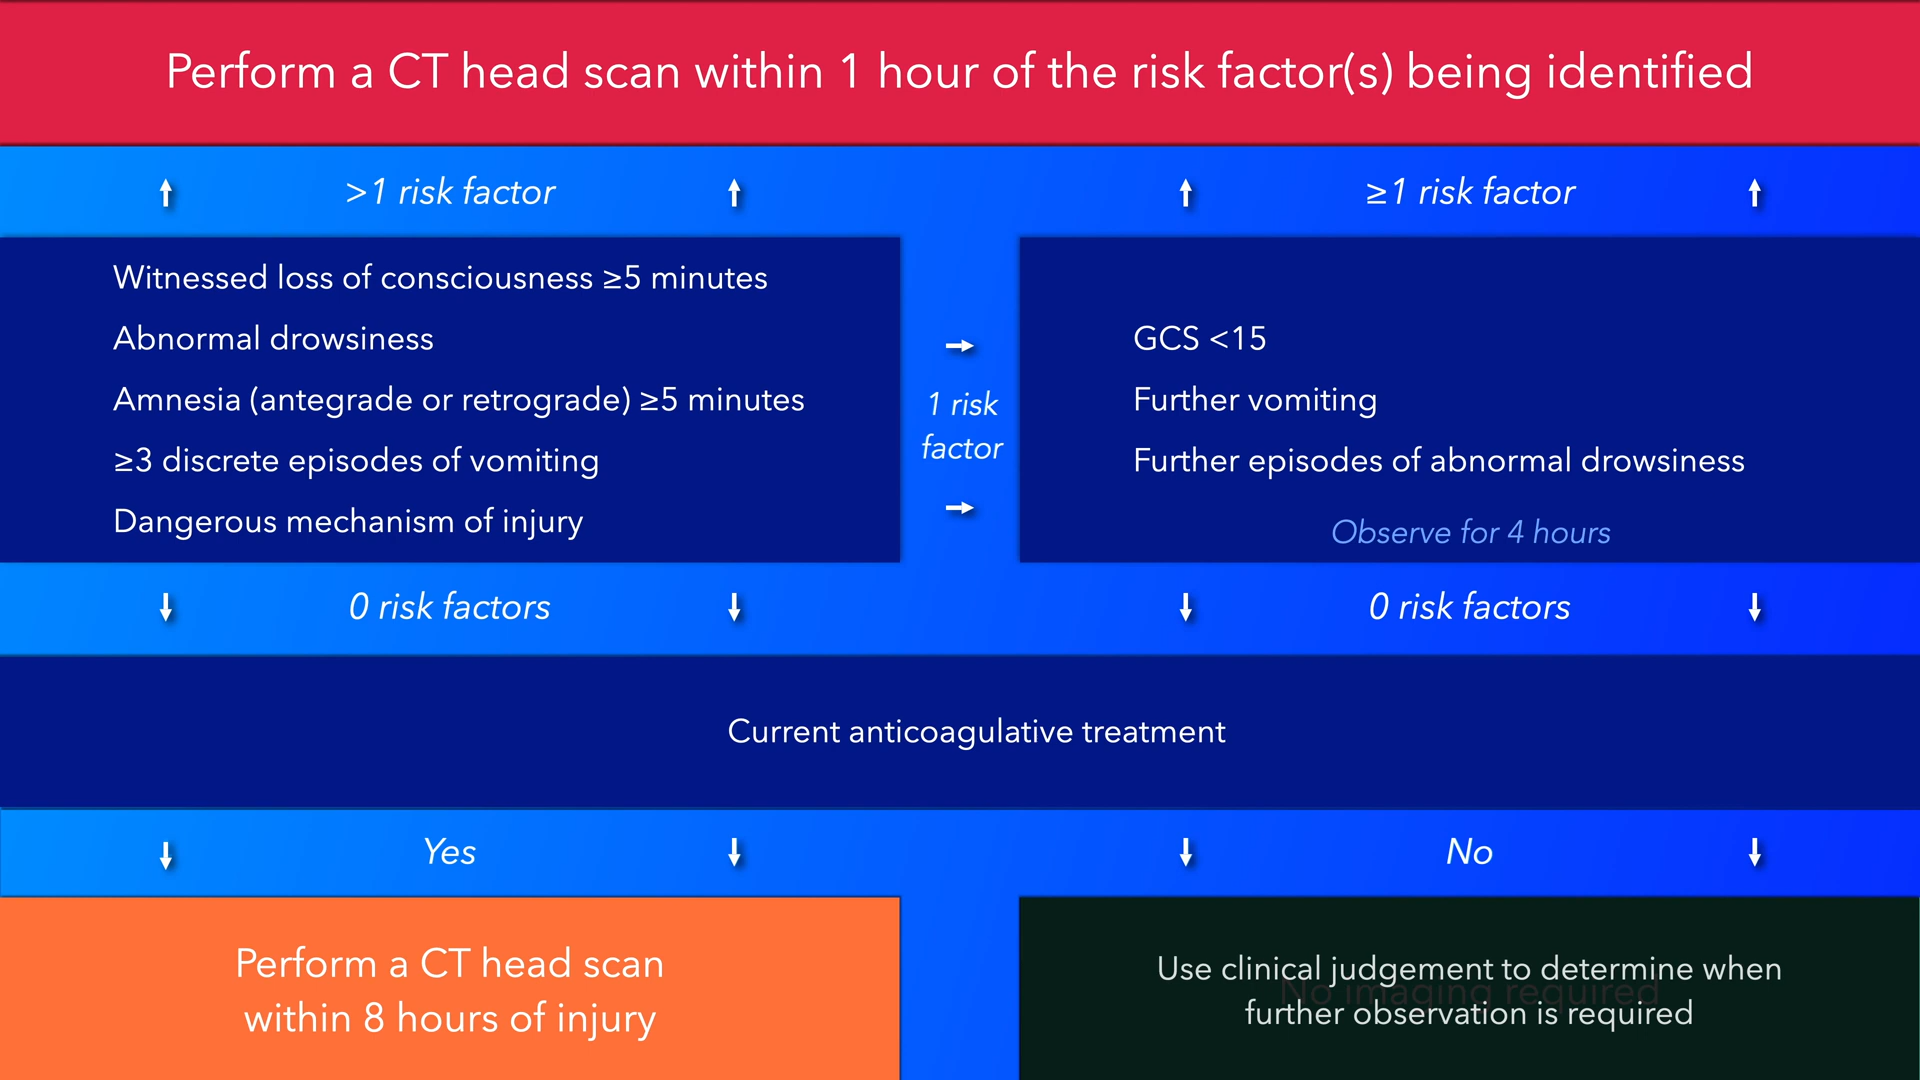 Perform a CT head scan within 1 hour of the risk factor(s) being identified
>1 risk factor
≥1 risk factor
Witnessed loss of consciousness ≥5 minutes
Abnormal drowsiness
Amnesia (antegrade or retrograde) ≥5 minutes
≥3 discrete episodes of vomiting
Dangerous mechanism of injury
1 risk
factor
GCS <15
Further vomiting
Further episodes of abnormal drowsiness
Observe for 4 hours
0 risk factors
0 risk factors
Current anticoagulative treatment
Yes
No
Perform a CT head scan
within 8 hours of injury
Use clinical judgement to determine when
No imaging required
further observation is required